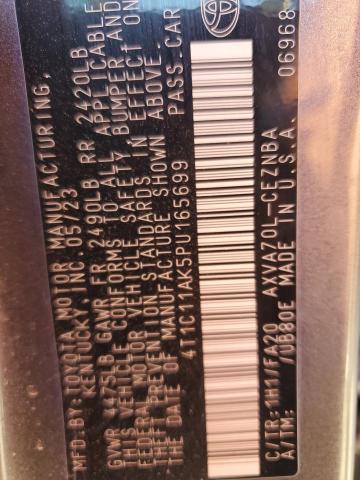 MFD. BY: TOYOTA MOTOR MANUFACTURING,
KENTUCKY, INC. 05/23
GVWR 4750LB GAWR FR 2490LB RR 2420LB
THIS VEHICLE CONFORMS TO ALL APPLICABLE
FEDERAL MOTOR VEHICLE SAFETY, BUMPER, AND
THEFT PREVENTION STANDARDS IN EFFECT ON
THE DATE OF MANUFACTURE SHOWN ABOVE.
4T1C11AK5PU165699 PASS. CAR
C/TR: 1H1/FA20 AXVA70L-CEZNBA
A/TM: /UB80E MADE IN U.S.A. 06968